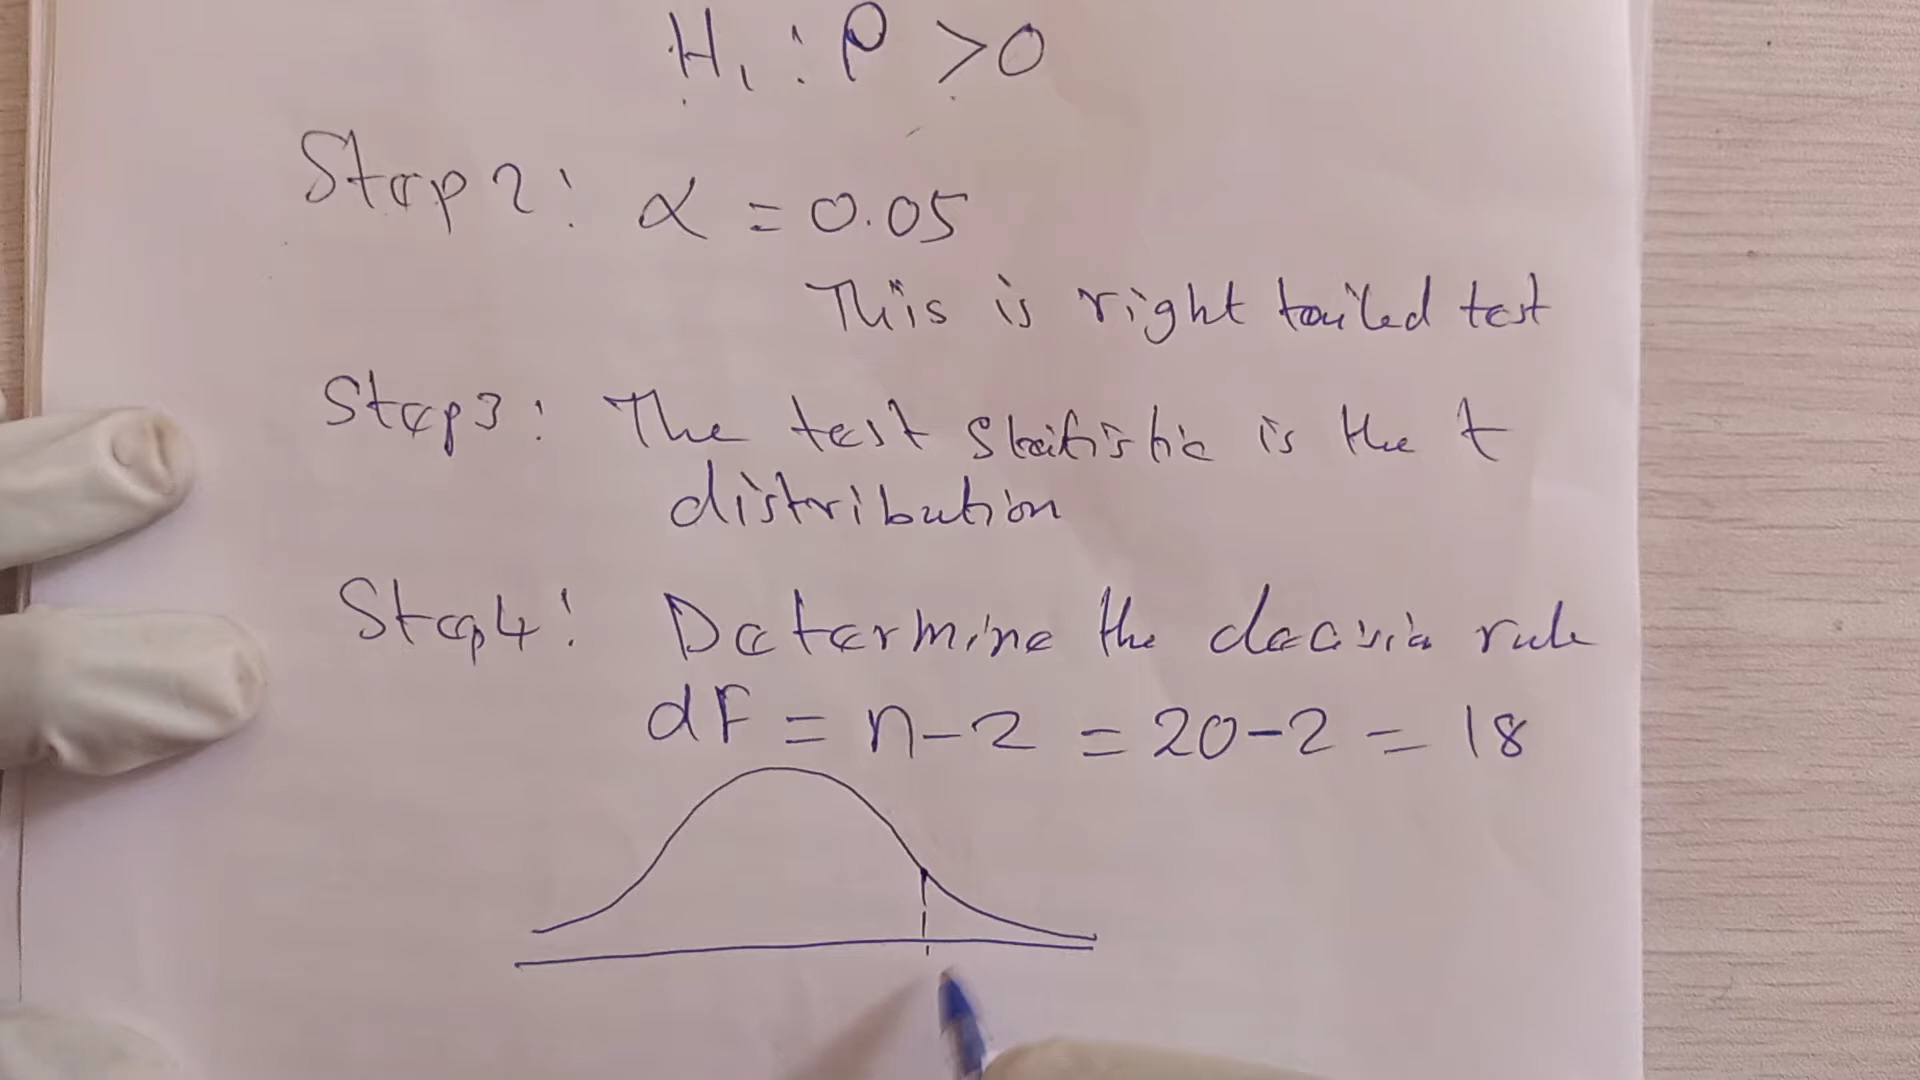 H₁ : ρ > 0
Step 2: α = 0.05
This is right tailed test
Step 3: The test statistic is the t
distribution
Step 4: Determine the decision rule
dF = n-2 = 20-2 = 18